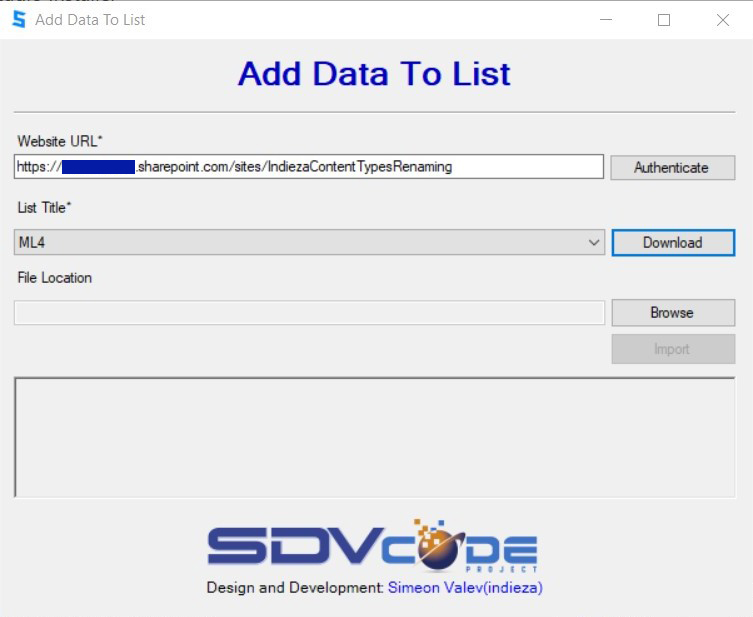 Add Data To List
Add Data To List
Website URL*
https:// .sharepoint.com/sites/IndiezaContentTypesRenaming
Authenticate
List Title*
ML4
Download
File Location
Browse
Import
SDVCODE
PROJECT
Design and Development: Simeon Valev(indieza)